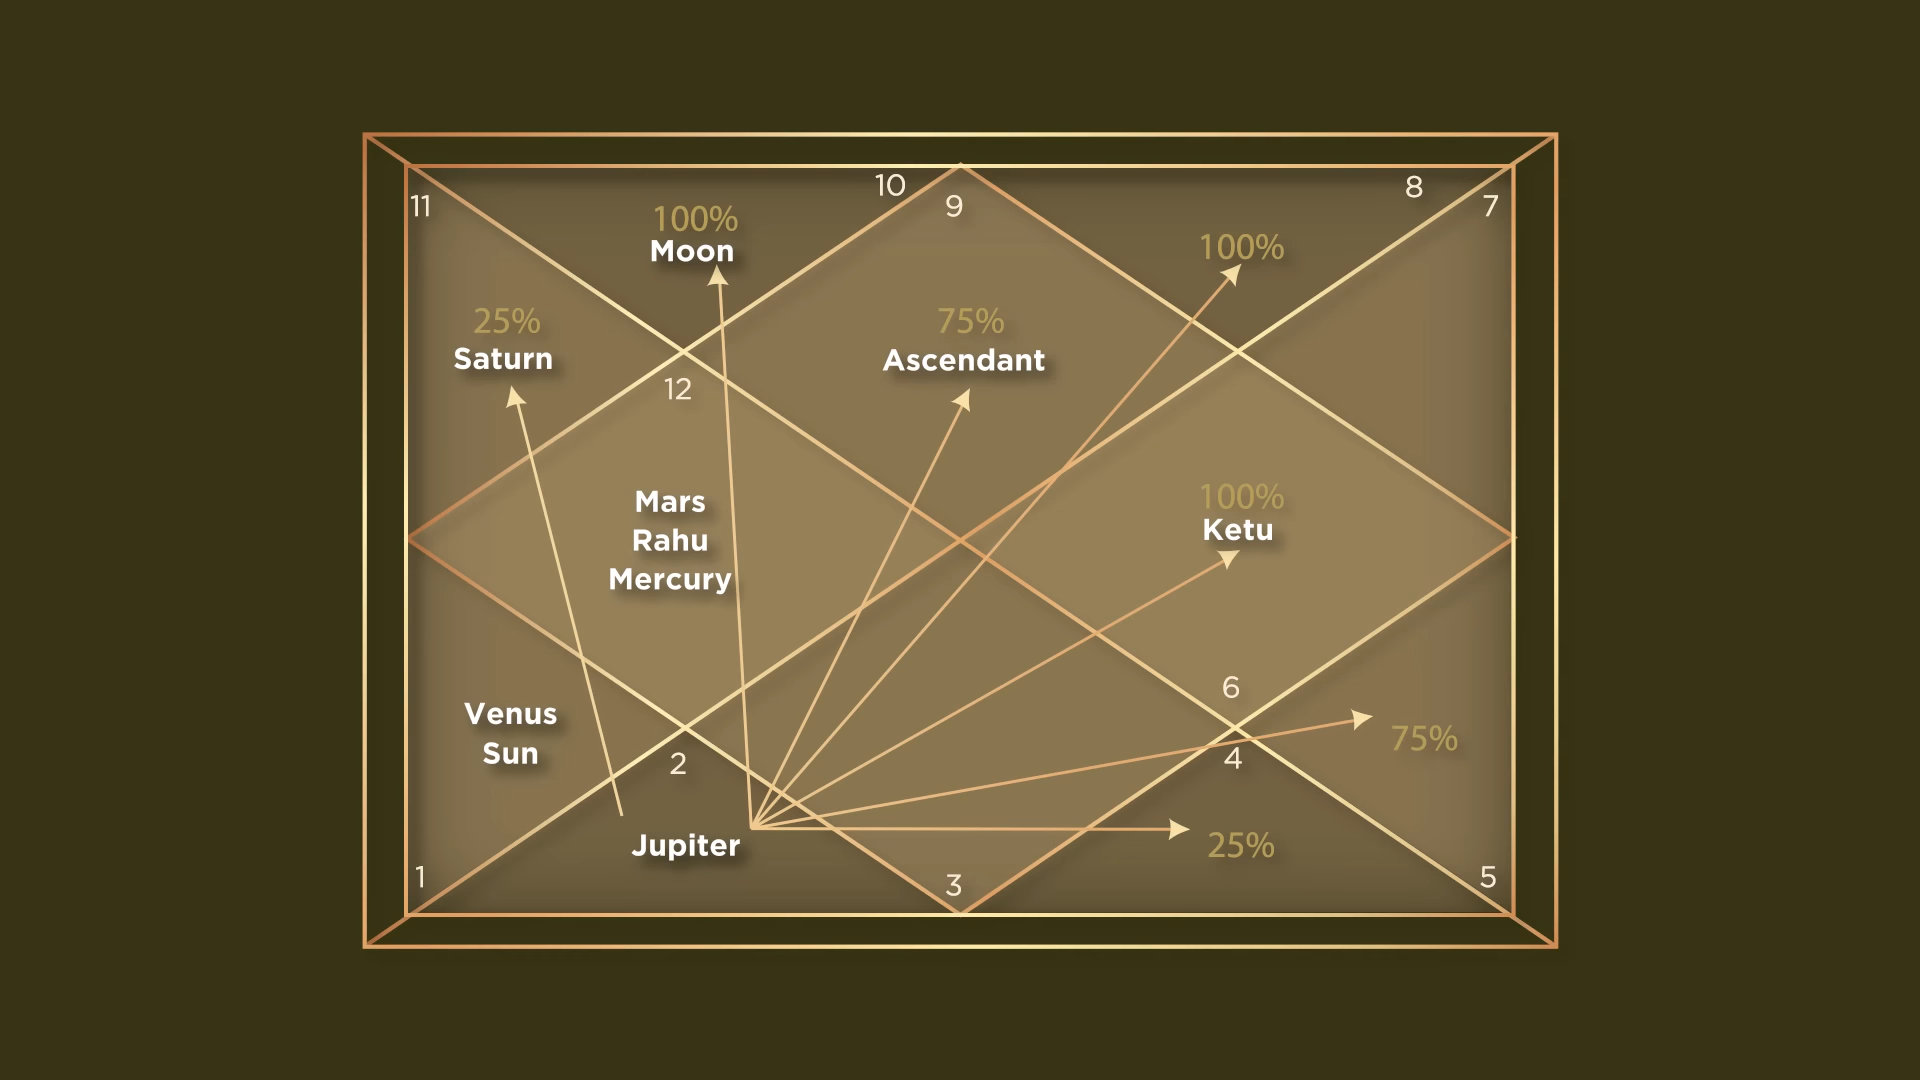 10
8
11
9
7
100%
Moon
100%
25%
Saturn
75%
Ascendant
12
Mars
Rahu
Mercury
100%
Ketu
6
Venus
Sun
75%
2
4
Jupiter
25%
1
3
5